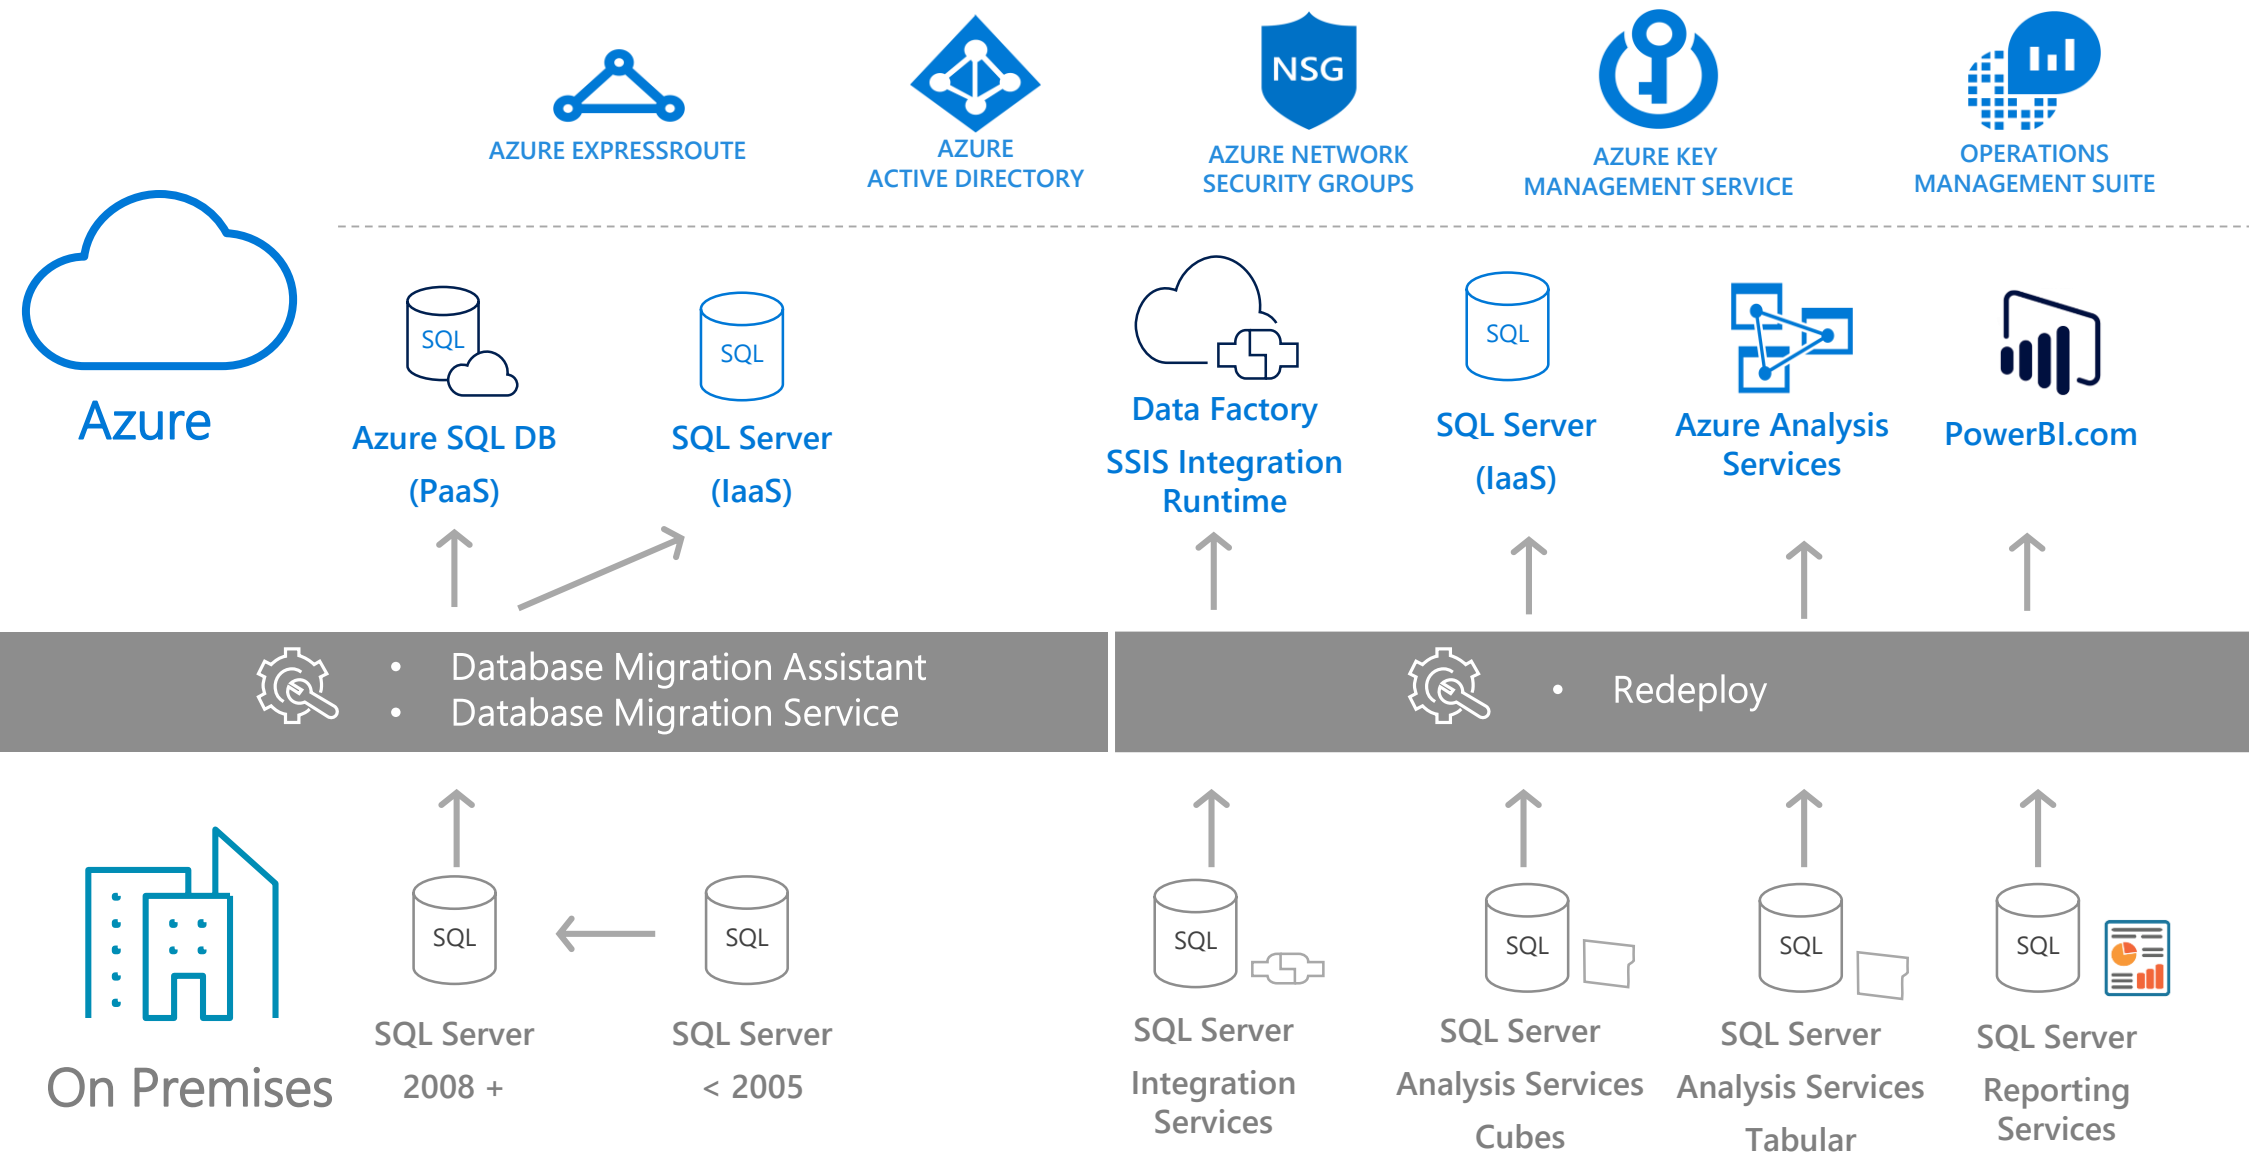 AZURE EXPRESSROUTE
AZURE
ACTIVE DIRECTORY
NSG
AZURE NETWORK
SECURITY GROUPS
AZURE KEY
MANAGEMENT SERVICE
OPERATIONS
MANAGEMENT SUITE
Azure
SQL
Azure SQL DB
(PaaS)
SQL
SQL Server
(IaaS)
Data Factory
SSIS Integration
Runtime
SQL
SQL Server
(IaaS)
Azure Analysis
Services
PowerBI.com
• Database Migration Assistant
• Database Migration Service
• Redeploy
On Premises
SQL
SQL Server
2008 +
SQL
SQL Server
< 2005
SQL
SQL Server
Integration
Services
SQL
SQL Server
Analysis Services
Cubes
SQL
SQL Server
Analysis Services
Tabular
SQL
SQL Server
Reporting
Services